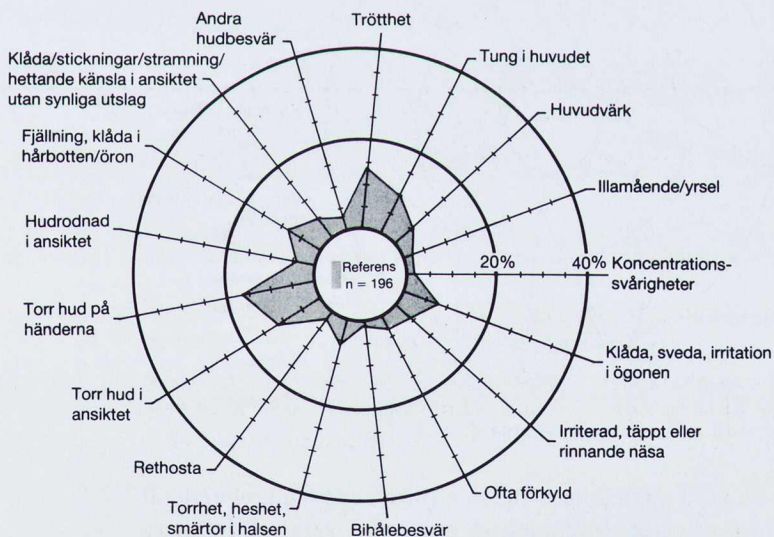 Andra
hudbesvär
Trötthet
Klåda/stickningar/stramning/
hettande känsla i ansiktet
utan synliga utslag
Tung i huvudet
Huvudvärk
Fjällning, klåda i
hårbotten/öron
Illamående/yrsel
Hudrodnad
i ansiktet
20%
40%
Koncentrations-
svårigheter
Referens
n = 196
Torr hud på
händerna
Klåda, sveda, irritation
i ögonen
Torr hud i
ansiktet
Irriterad, täppt eller
rinnande näsa
Rethosta
Ofta förkyld
Torrhet, heshet,
smärtor i halsen
Bihålebesvär